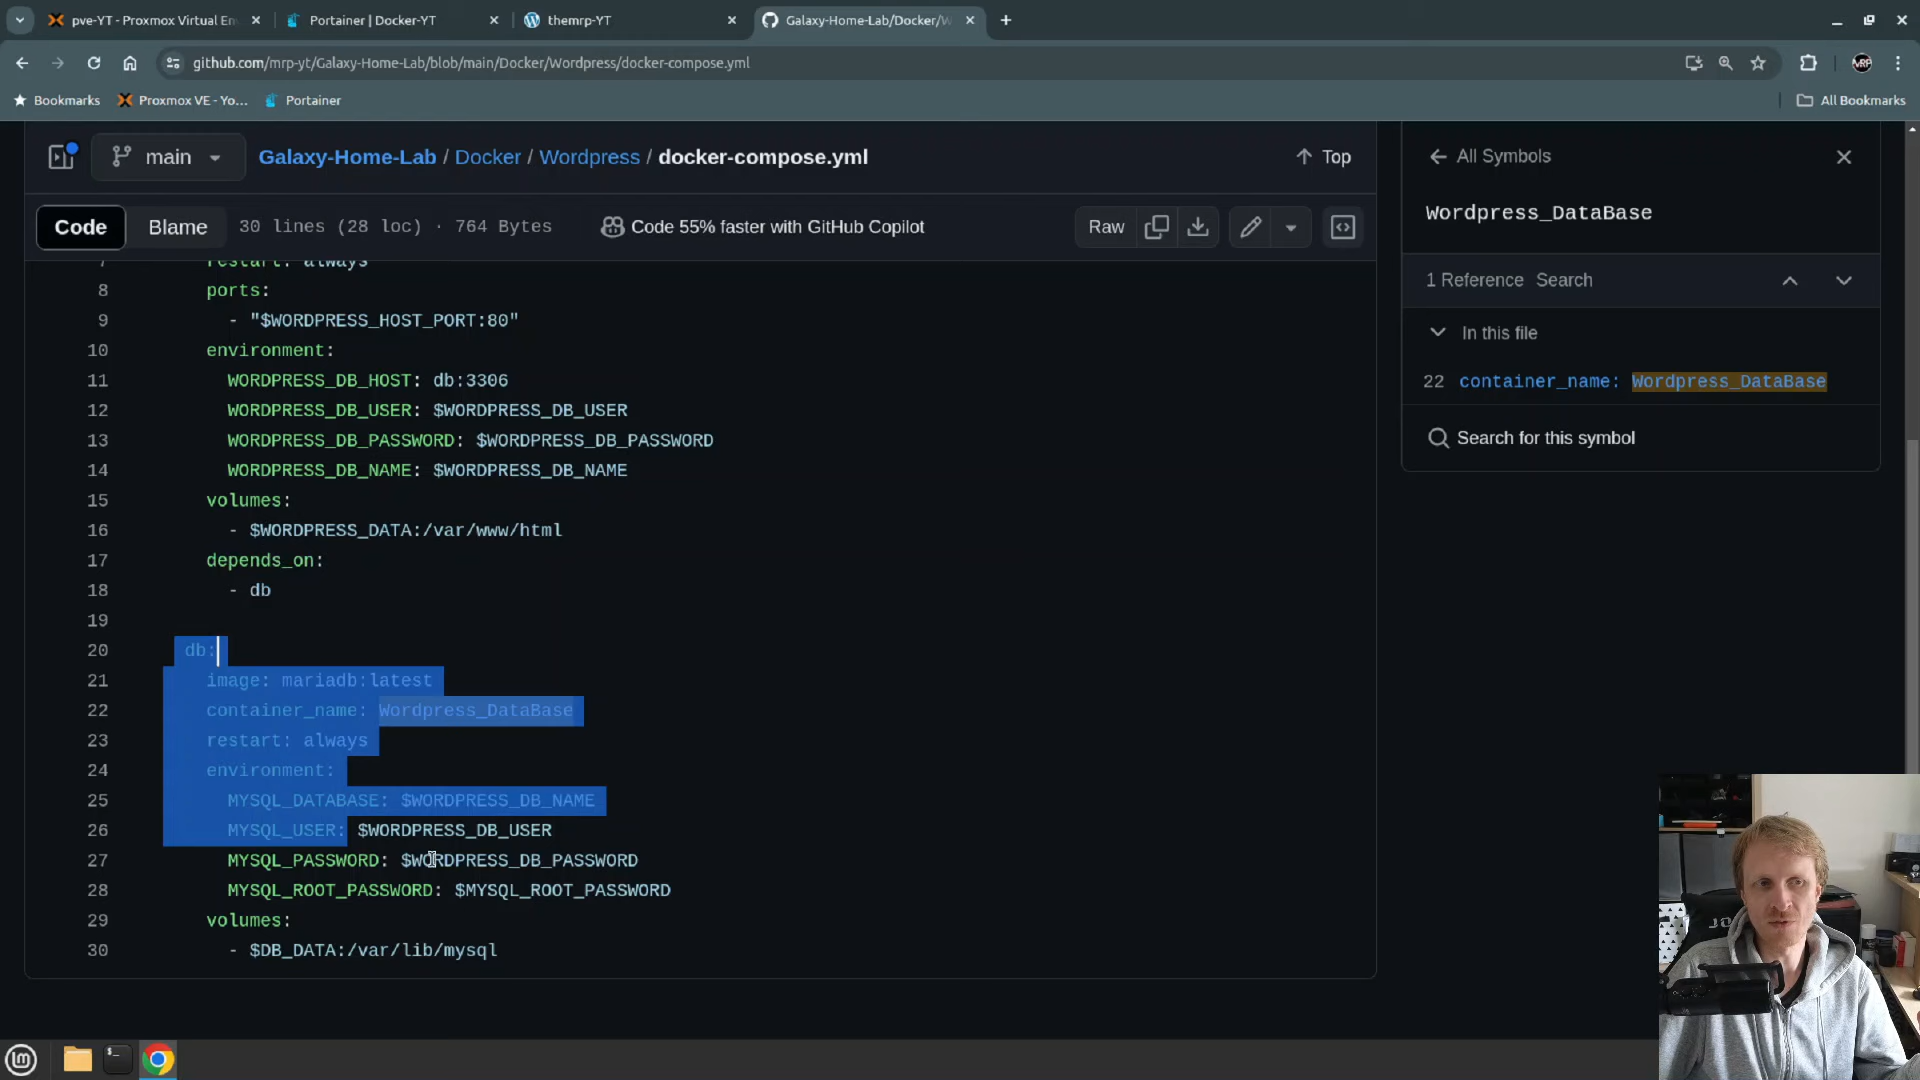 pve-YT - Proxmox Virtual En
Portainer | Docker-YT
themrp-YT
Galaxy-Home-Lab/Docker/W
github.com/mrp-yt/Galaxy-Home-Lab/blob/main/Docker/Wordpress/docker-compose.yml
Bookmarks
Proxmox VE - Yo...
Portainer
All Bookmarks
main
Galaxy-Home-Lab / Docker / Wordpress / docker-compose.yml
Top
Code
Blame
30 lines (28 loc) · 764 Bytes
Code 55% faster with GitHub Copilot
Raw
7 restart: always
8 ports:
9 - "$WORDPRESS_HOST_PORT:80"
10 environment:
11 WORDPRESS_DB_HOST: db:3306
12 WORDPRESS_DB_USER: $WORDPRESS_DB_USER
13 WORDPRESS_DB_PASSWORD: $WORDPRESS_DB_PASSWORD
14 WORDPRESS_DB_NAME: $WORDPRESS_DB_NAME
15 volumes:
16 - $WORDPRESS_DATA:/var/www/html
17 depends_on:
18 - db
19
20 db:
21 image: mariadb:latest
22 container_name: Wordpress_DataBase
23 restart: always
24 environment:
25 MYSQL_DATABASE: $WORDPRESS_DB_NAME
26 MYSQL_USER: $WORDPRESS_DB_USER
27 MYSQL_PASSWORD: $WORDPRESS_DB_PASSWORD
28 MYSQL_ROOT_PASSWORD: $MYSQL_ROOT_PASSWORD
29 volumes:
30 - $DB_DATA:/var/lib/mysql
All Symbols
Wordpress_DataBase
1 Reference Search
In this file
22 container_name: Wordpress_DataBase
Search for this symbol